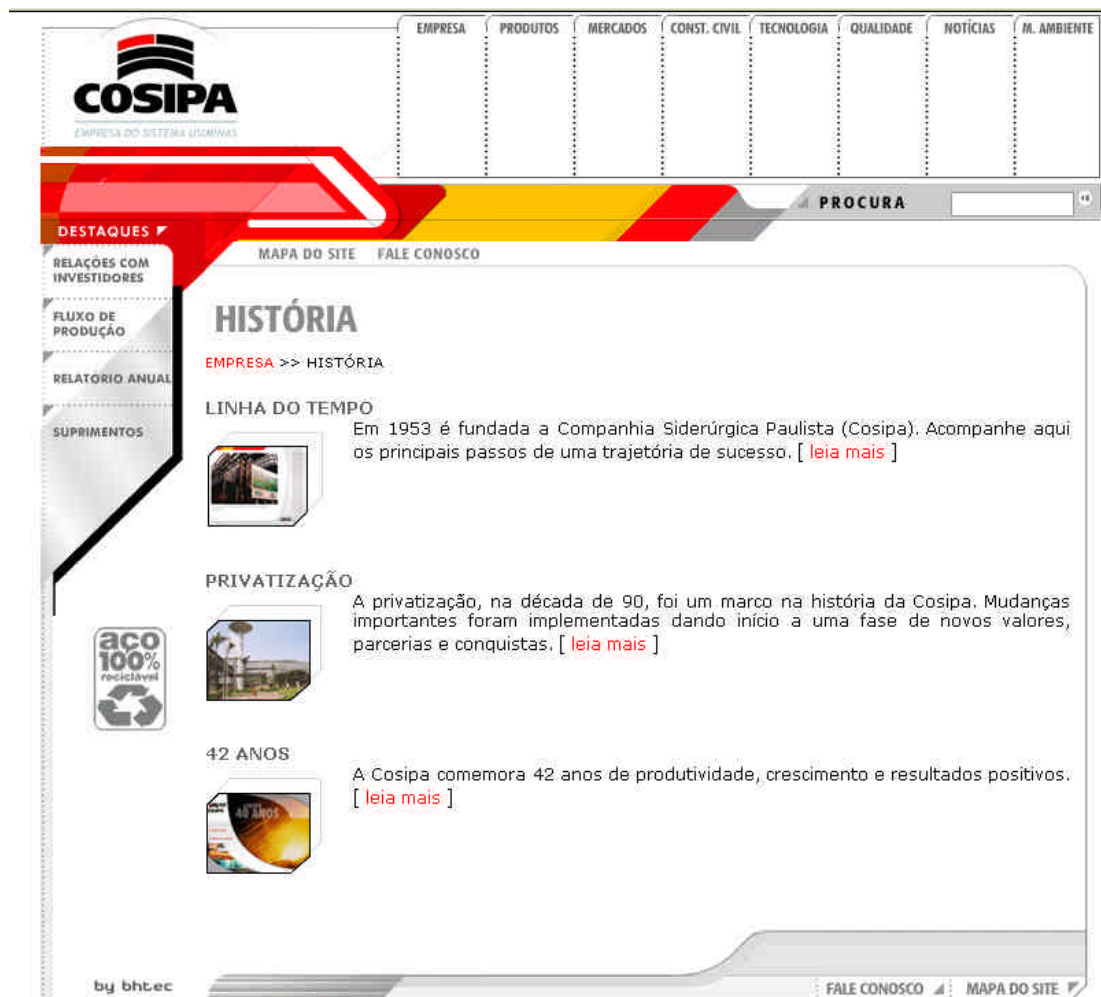 EMPRESA PRODUTOS MERCADOS CONST. CIVIL TECNOLOGIA QUALIDADE NOTÍCIAS M. AMBIENTE
COSIPA
EMPRESA DO SISTEMA USIMINAS
PROCURA
DESTAQUES
MAPA DO SITE FALE CONOSCO
RELAÇÕES COM
INVESTIDORES
FLUXO DE
PRODUÇÃO
RELATORIO ANUAL
SUPRIMENTOS
HISTÓRIA
EMPRESA >> HISTÓRIA
LINHA DO TEMPO
Em 1953 é fundada a Companhia Siderúrgica Paulista (Cosipa). Acompanhe aqui
os principais passos de uma trajetória de sucesso. [ leia mais ]
PRIVATIZAÇÃO
A privatização, na década de 90, foi um marco na história da Cosipa. Mudanças
importantes foram implementadas dando início a uma fase de novos valores,
parcerias e conquistas. [ leia mais ]
aço
100%
reciclável
42 ANOS
A Cosipa comemora 42 anos de produtividade, crescimento e resultados positivos.
[ leia mais ]
40 ANOS
by bhtec
FALE CONOSCO MAPA DO SITE